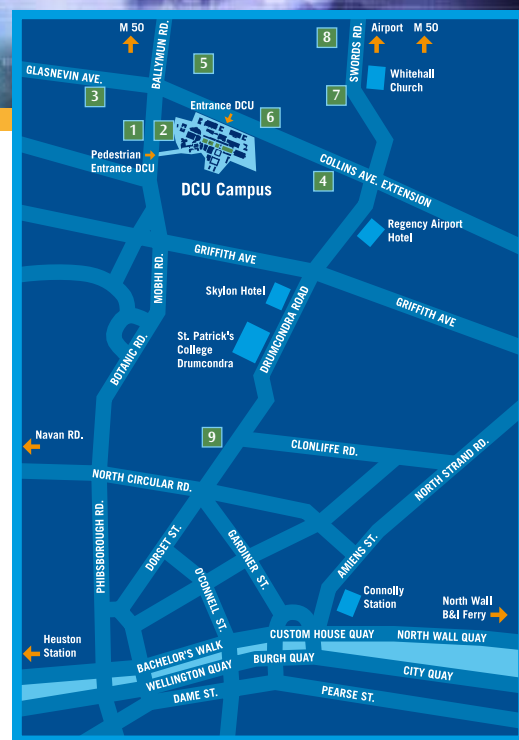 M 50
BALLYMUN RD.
8
SWORDS RD.
Airport
M 50
GLASNEVIN AVE.
5
Whitehall
Church
3
7
Entrance DCU
6
1
2
Pedestrian
Entrance DCU
DCU Campus
4
COLLINS AVE. EXTENSION
Regency Airport
Hotel
GRIFFITH AVE
MOBHI RD.
Skylon Hotel
DRUMCONDRA ROAD
GRIFFITH AVE
St. Patrick's
College
Drumcondra
BOTANIC RD.
9
Navan RD.
CLONLIFFE RD.
NORTH STRAND RD.
NORTH CIRCULAR RD.
PHIBSBOROUGH RD.
DORSET ST.
GARDINER ST.
O'CONNELL ST.
AMIENS ST.
Connolly
Station
North Wall
B&I Ferry
Heuston
Station
CUSTOM HOUSE QUAY
NORTH WALL QUAY
BACHELOR'S WALK
BURGH QUAY
WELLINGTON QUAY
CITY QUAY
DAME ST.
PEARSE ST.